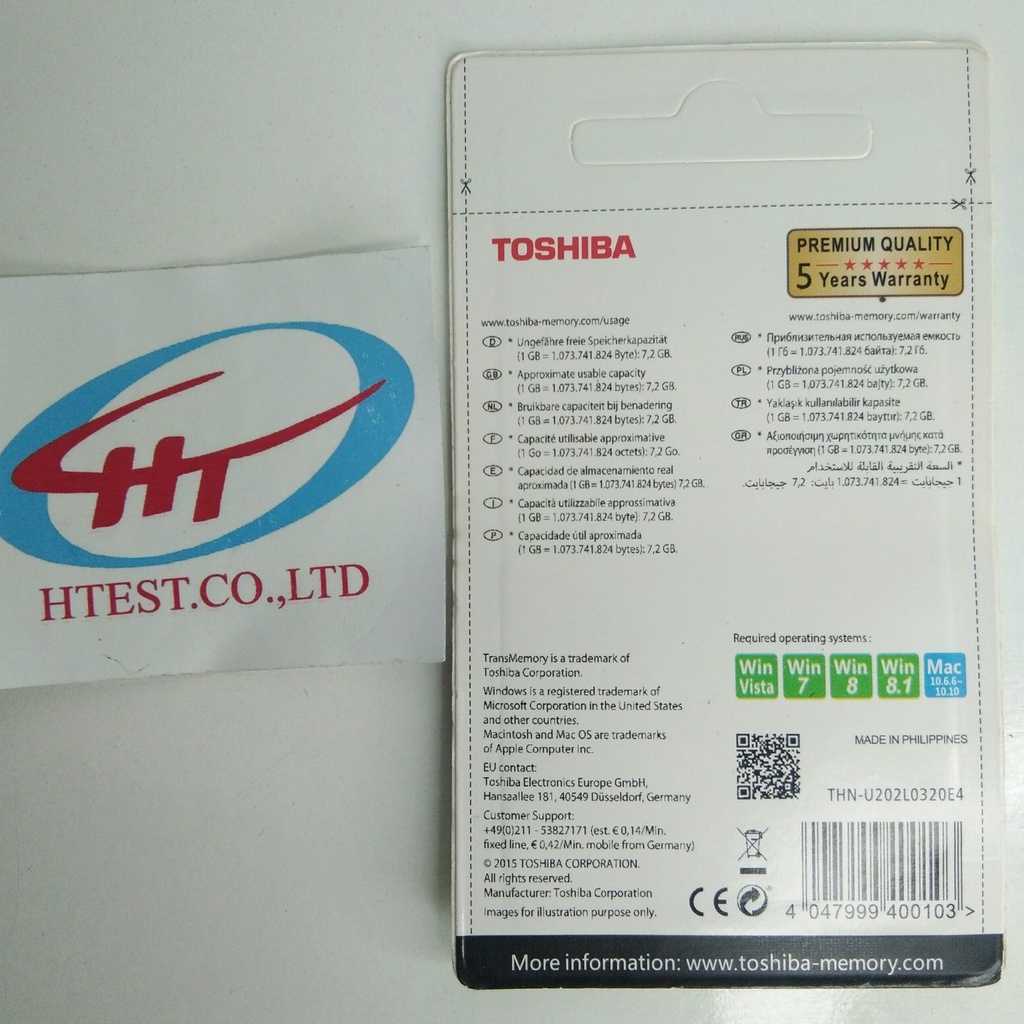 HT
HTEST.CO.,LTD
TOSHIBA
PREMIUM QUALITY
5 Years Warranty
www.toshiba-memory.com/usage
www.toshiba-memory.com/warranty
D * Ungefähre freie Speicherkapazität
(1 GB = 1.073.741.824 Byte): 7,2 GB.
GB * Approximate usable capacity
(1 GB = 1.073.741.824 bytes): 7,2 GB.
NL * Bruikbare capaciteit bij benadering
(1 GB = 1.073.741.824 bytes): 7,2 GB.
F * Capacité utilisable approximative
(1 Go = 1.073.741.824 octets): 7,2 Go.
E * Capacidad de almacenamiento real
aproximada (1 GB = 1.073.741.824 bytes) 7,2 GB.
I * Capacità utilizzabile approssimativa
(1 GB = 1.073.741.824 byte): 7,2 GB.
P * Capacidade útil aproximada
(1 GB = 1.073.741.824 bytes): 7,2 GB.
RUS * Приблизительная используемая емкость
(1 Гб = 1.073.741.824 байта): 7,2 Гб.
PL * Przybliżona pojemność użytkowa
(1 GB = 1.073.741.824 bajty): 7,2 GB.
TR * Yaklaşık kullanılabilir kapasite
(1 GB = 1.073.741.824 bayttır): 7,2 GB.
GR * Αξιοποιήσιμη χωρητικότητα μνήμης κατά
προσέγγιση (1 GB = 1.073.741.824 byte): 7,2 GB.
* السعة التقريبية القابلة للاستخدام
1 جيجابايت = 1.073.741.824 بايت: 7,2 جيجابايت.
Required operating systems :
Win Vista
Win 7
Win 8
Win 8.1
Mac 10.6.6~ 10.10
TransMemory is a trademark of
Toshiba Corporation.
Windows is a registered trademark of
Microsoft Corporation in the United States
and other countries.
Macintosh and Mac OS are trademarks
of Apple Computer Inc.
EU contact:
Toshiba Electronics Europe GmbH,
Hansaallee 181, 40549 Düsseldorf, Germany
Customer Support:
+49(0)211 - 53827171 (est. € 0,14/Min.
fixed line, € 0,42/Min. mobile from Germany)
© 2015 TOSHIBA CORPORATION.
All rights reserved.
Manufacturer: Toshiba Corporation
Images for illustration purpose only.
MADE IN PHILIPPINES
THN-U202L0320E4
CE
4 047999 400103 >
More information: www.toshiba-memory.com